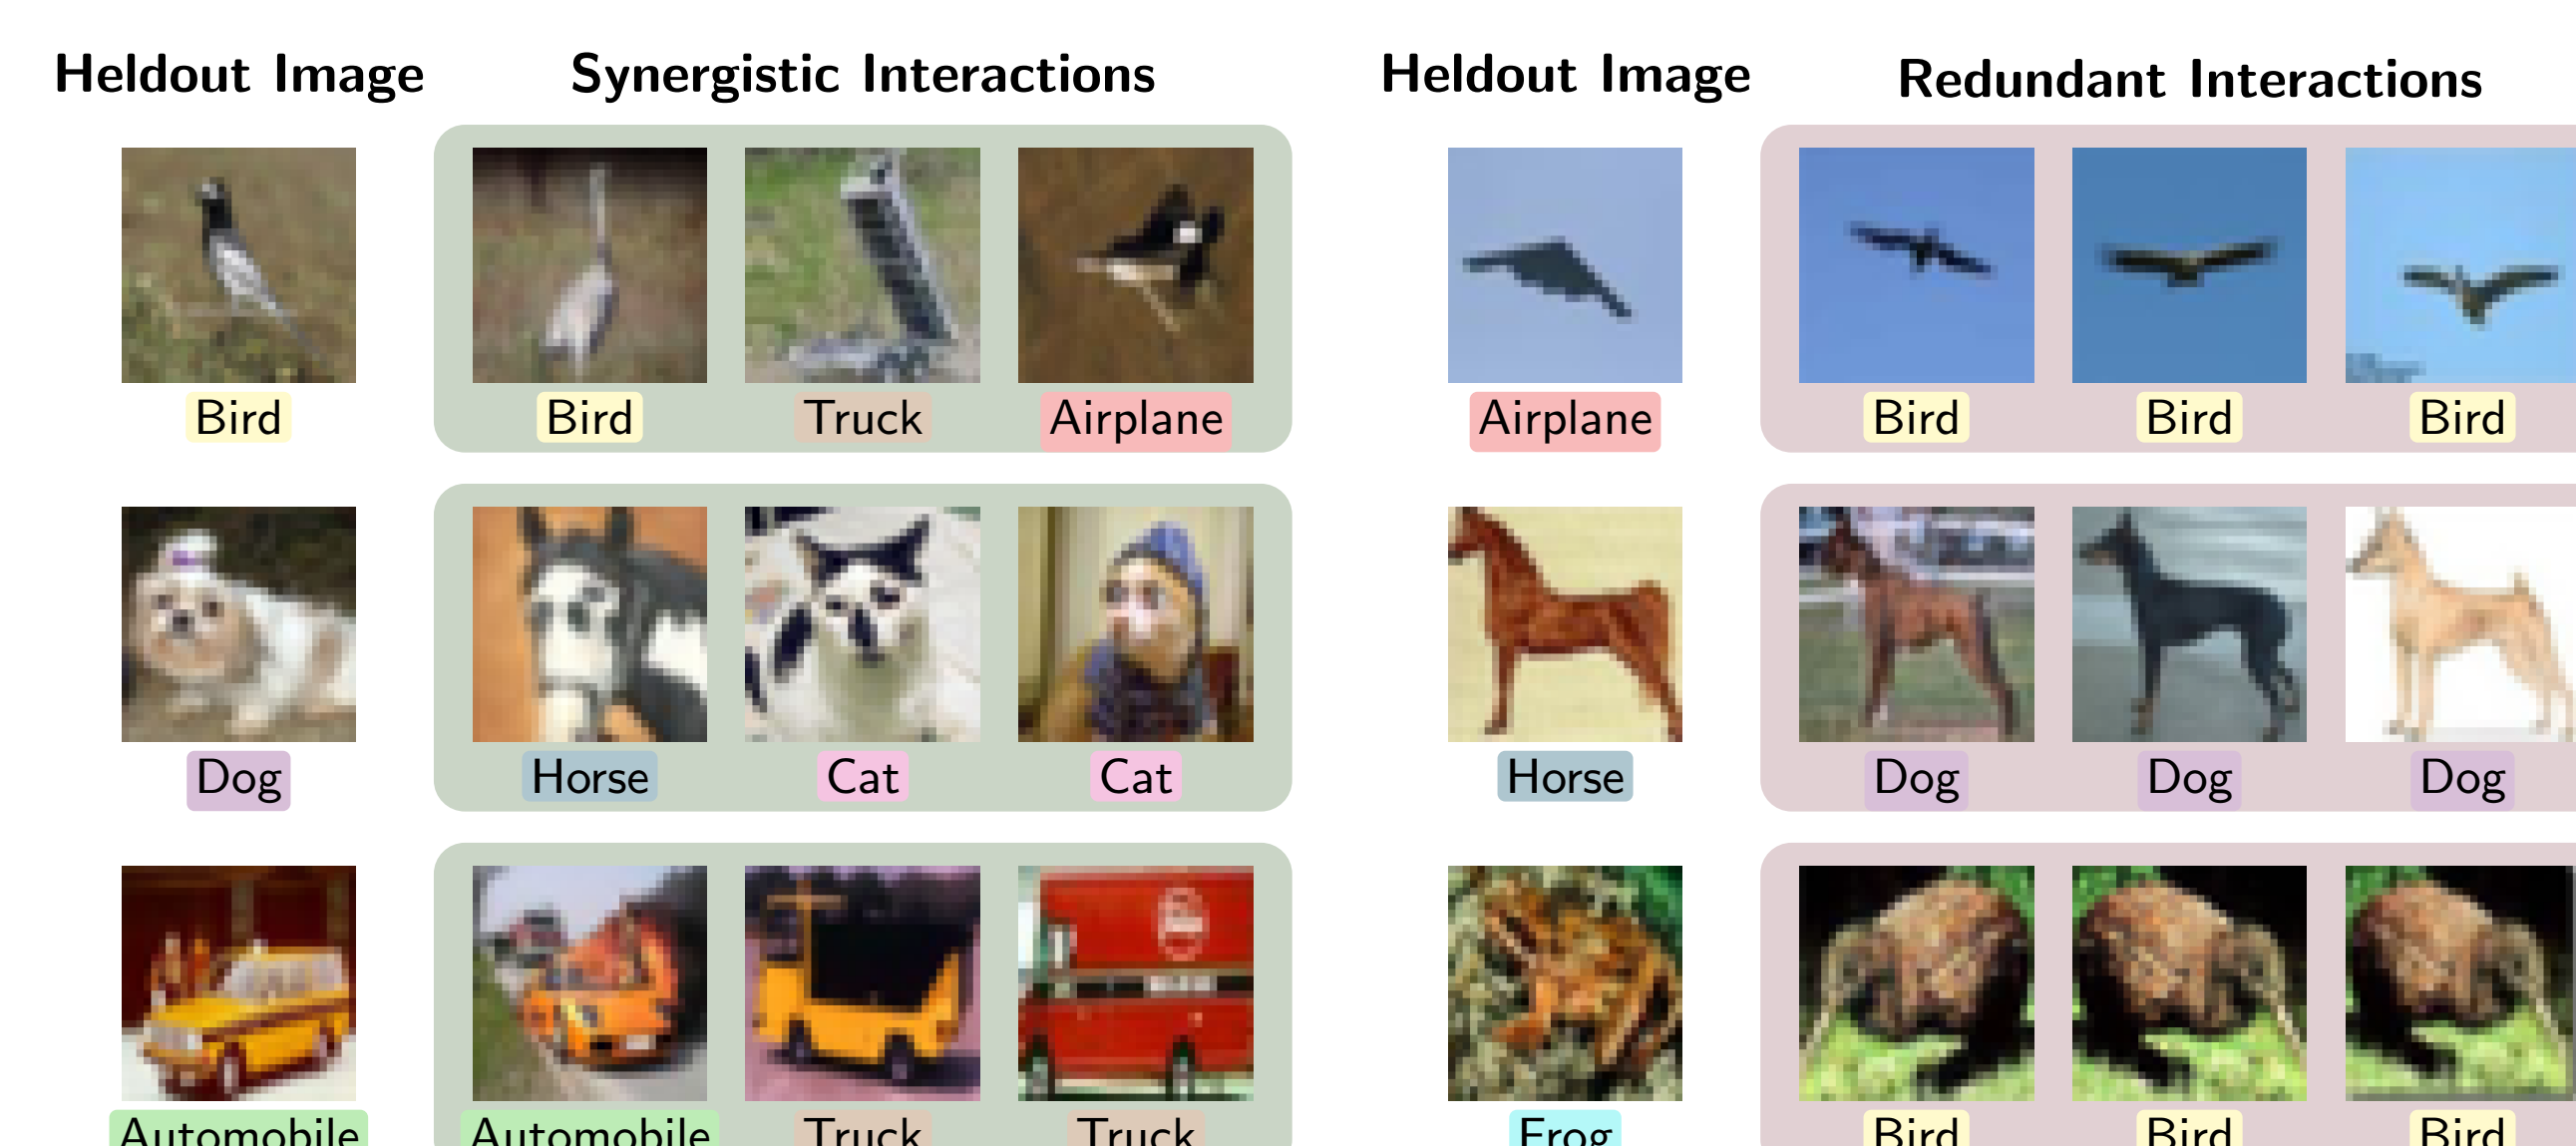 Heldout Image Synergistic Interactions Heldout Image Redundant Interactions
Bird Bird Truck Airplane Airplane Bird Bird Bird
Dog Horse Cat Cat Horse Dog Dog Dog
Automobile Automobile Truck Truck Frog Bird Bird Bird